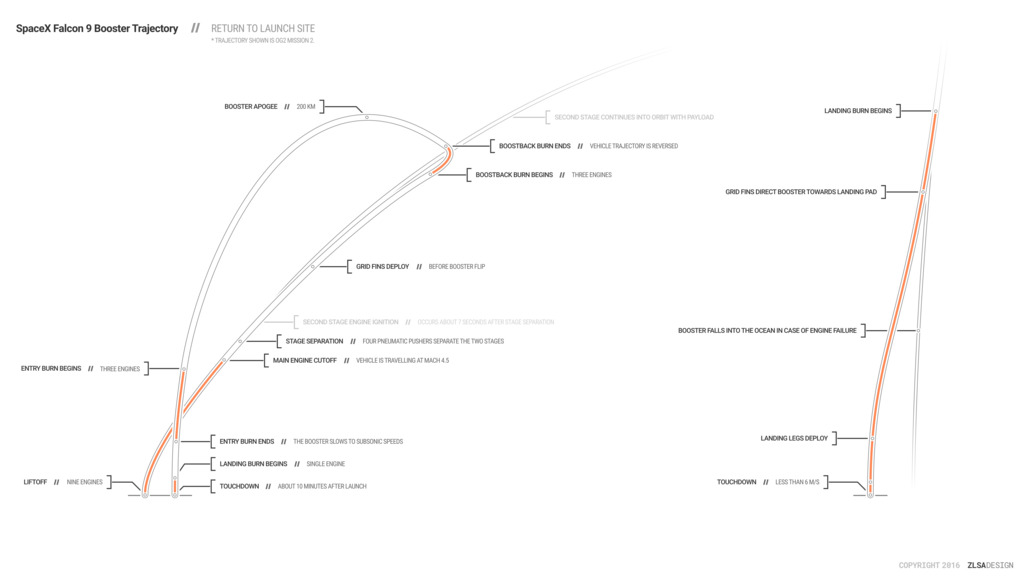 SpaceX Falcon 9 Booster Trajectory // RETURN TO LAUNCH SITE
* TRAJECTORY SHOWN IS OG2 MISSION 2.
BOOSTER APOGEE // 200 KM
SECOND STAGE CONTINUES INTO ORBIT WITH PAYLOAD
BOOSTBACK BURN ENDS // VEHICLE TRAJECTORY IS REVERSED
BOOSTBACK BURN BEGINS // THREE ENGINES
GRID FINS DEPLOY // BEFORE BOOSTER FLIP
SECOND STAGE ENGINE IGNITION // OCCURS ABOUT 7 SECONDS AFTER STAGE SEPARATION
STAGE SEPARATION // FOUR PNEUMATIC PUSHERS SEPARATE THE TWO STAGES
MAIN ENGINE CUTOFF // VEHICLE IS TRAVELLING AT MACH 4.5
ENTRY BURN BEGINS // THREE ENGINES
ENTRY BURN ENDS // THE BOOSTER SLOWS TO SUBSONIC SPEEDS
LANDING BURN BEGINS // SINGLE ENGINE
LIFTOFF // NINE ENGINES
TOUCHDOWN // ABOUT 10 MINUTES AFTER LAUNCH
LANDING BURN BEGINS
GRID FINS DIRECT BOOSTER TOWARDS LANDING PAD
BOOSTER FALLS INTO THE OCEAN IN CASE OF ENGINE FAILURE
LANDING LEGS DEPLOY
TOUCHDOWN // LESS THAN 6 M/S
COPYRIGHT 2016 ZLSADESIGN